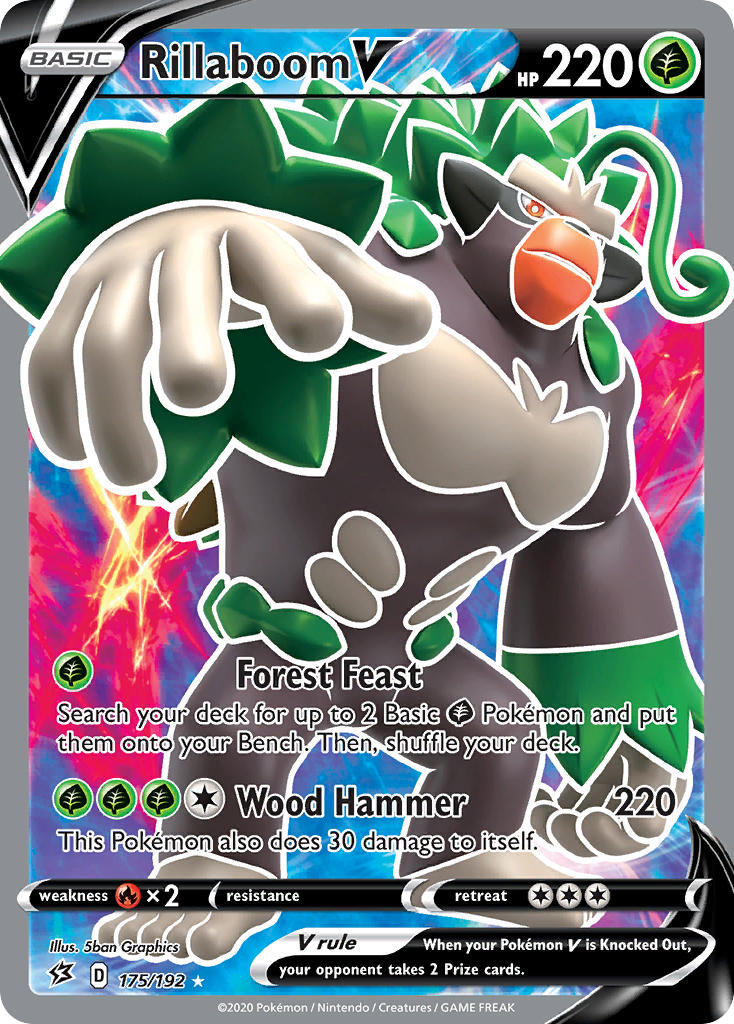 BASIC Rillaboom V HP 220
Forest Feast
Search your deck for up to 2 Basic Pokémon and put
them onto your Bench. Then, shuffle your deck.
Wood Hammer 220
This Pokémon also does 30 damage to itself.
weakness ×2 resistance retreat
Illus. 5ban Graphics
D 175/192 ★
V rule When your Pokémon V is Knocked Out,
your opponent takes 2 Prize cards.
©2020 Pokémon / Nintendo / Creatures / GAME FREAK